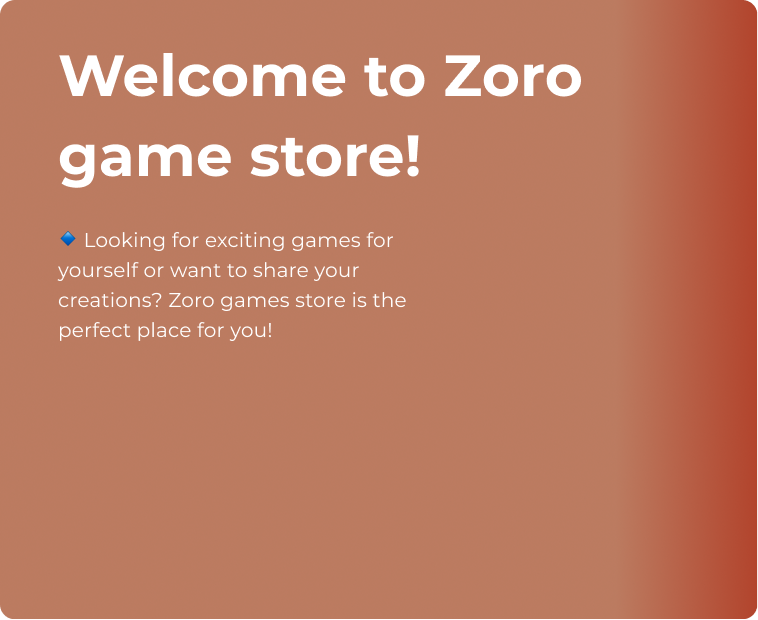 Welcome to Zoro
game store!
🔹 Looking for exciting games for
yourself or want to share your
creations? Zoro games store is the
perfect place for you!